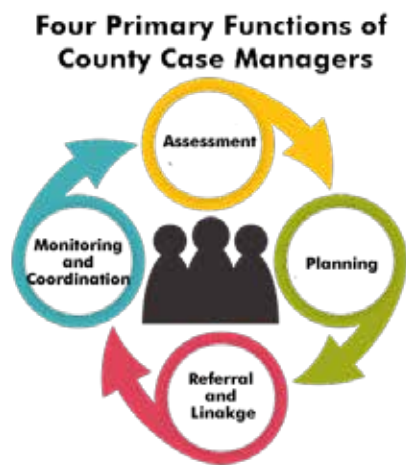 Four Primary Functions of
County Case Managers
Assessment
Planning
Referral
and
Linakge
Monitoring
and
Coordination